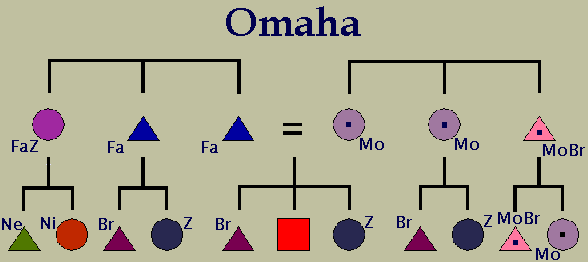 Omaha
FaZ Fa Fa = Mo Mo MoBr
Ne Ni Br Z Br Z Br Z MoBr Mo